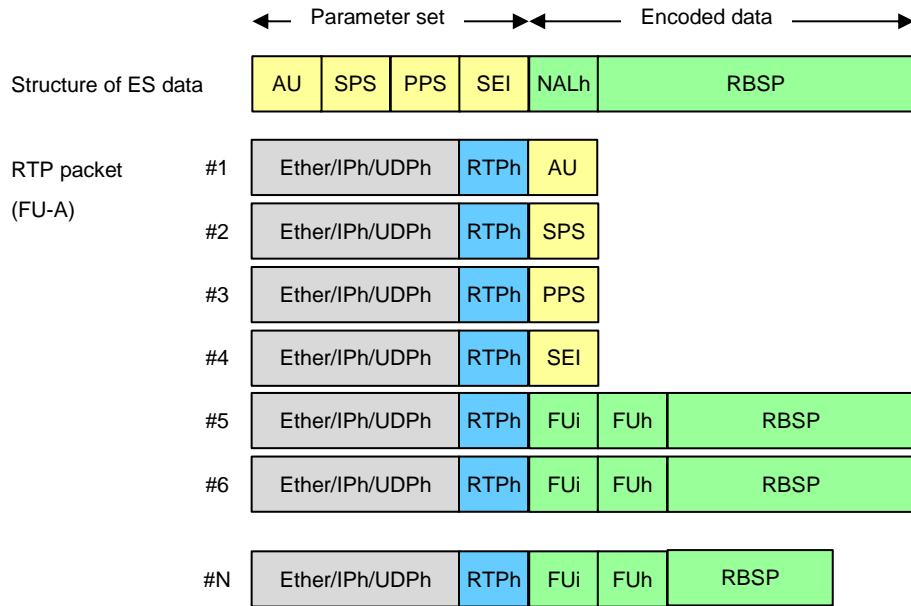 Parameter set Encoded data
Structure of ES data AU SPS PPS SEI NALh RBSP
RTP packet #1 Ether/IPh/UDPh RTPh AU
(FU-A)
#2 Ether/IPh/UDPh RTPh SPS
#3 Ether/IPh/UDPh RTPh PPS
#4 Ether/IPh/UDPh RTPh SEI
#5 Ether/IPh/UDPh RTPh FUi FUh RBSP
#6 Ether/IPh/UDPh RTPh FUi FUh RBSP
#N Ether/IPh/UDPh RTPh FUi FUh RBSP